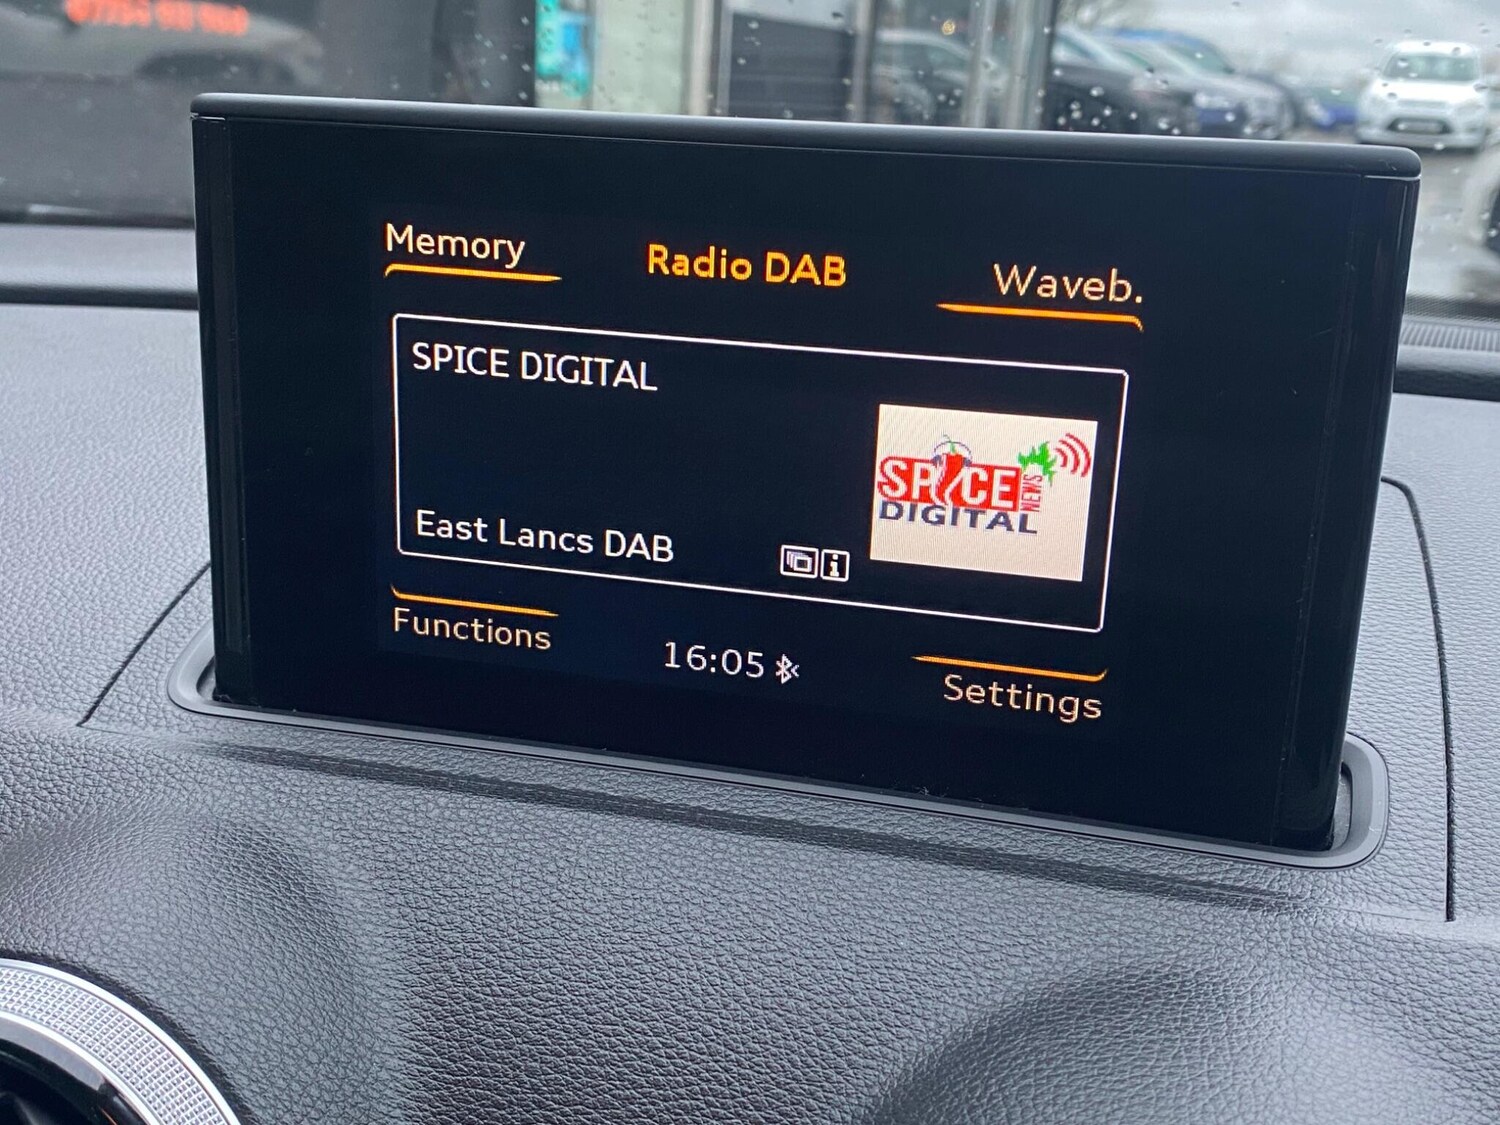 Memory
Radio DAB
Waveb.
SPICE DIGITAL
SPICE
NEWS
DIGITAL
East Lancs DAB
i
Functions
16:05
Settings